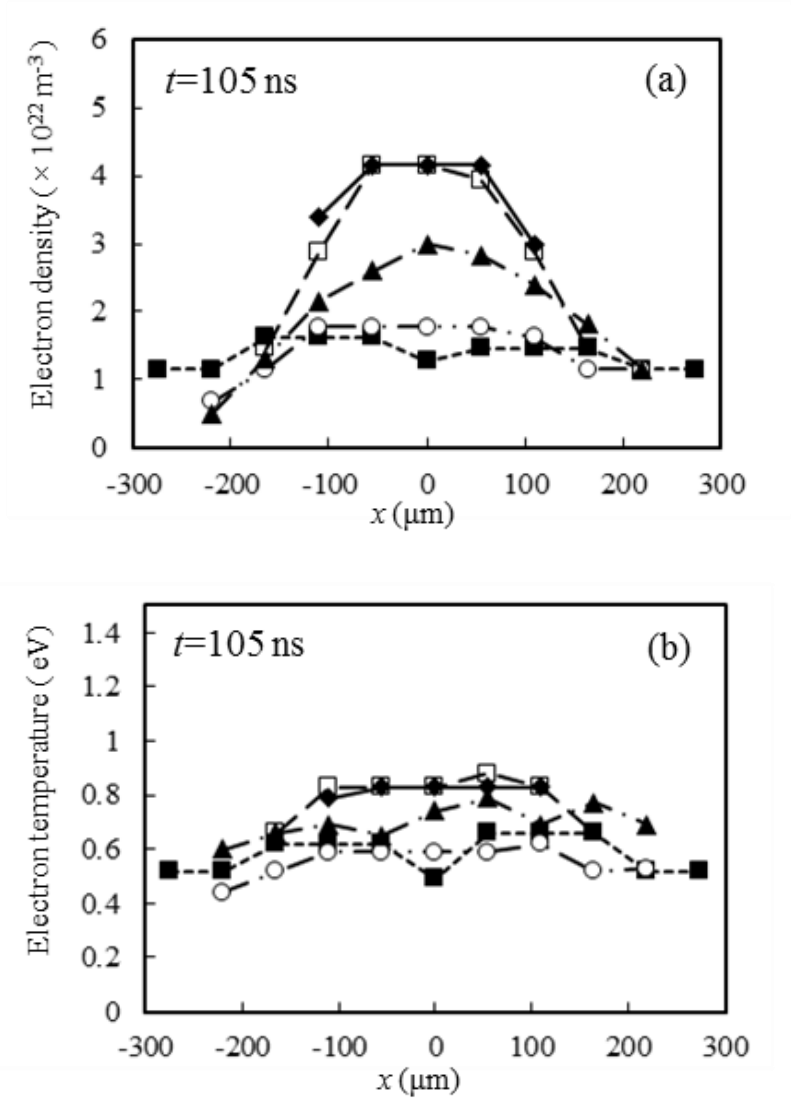 6
t=105 ns
(a)
5
4
3
2
1
0
-300 -200 -100 0 100 200 300
x (μm)
Electron density ( × 10²² m⁻³ )
1.4
t=105 ns
(b)
1.2
1
0.8
0.6
0.4
0.2
0
-300 -200 -100 0 100 200 300
x (μm)
Electron temperature ( eV)